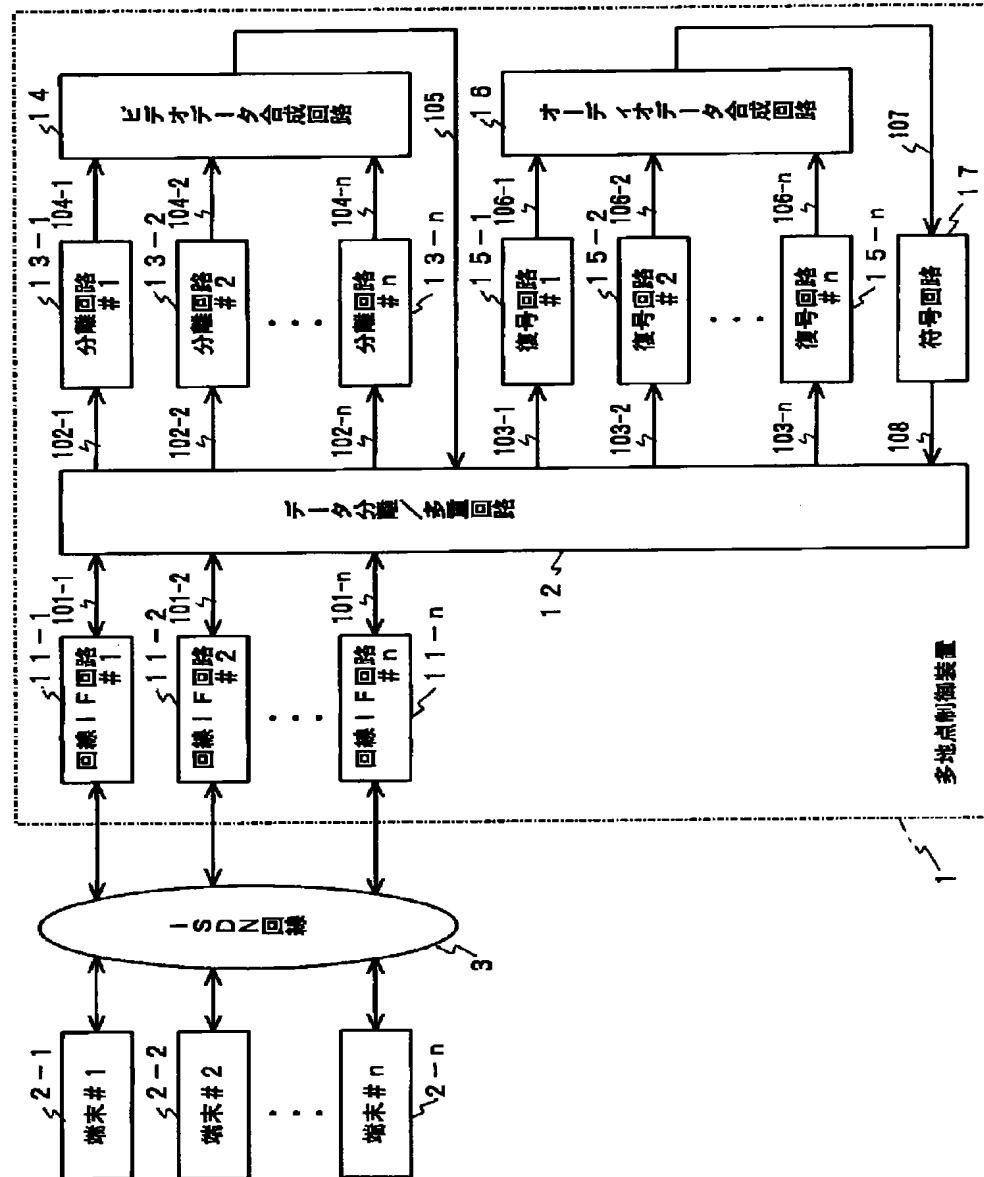 2-1
端末#1
2-2
端末#2
・・・
端末#n
2-n
ISDN回線
3
11-1
101-1
回線IF回路
#1
11-2
101-2
回線IF回路
#2
・・・
101-n
回線IF回路
#n
11-n
データ分離/多重回路
12
102-1
102-2
102-n
103-1
103-2
103-n
108
13-1
104-1
分離回路
#1
13-2
104-2
分離回路
#2
・・・
104-n
分離回路
#n
13-n
14
ビデオデータ合成回路
105
15-1
106-1
復号回路
#1
15-2
106-2
復号回路
#2
・・・
106-n
復号回路
#n
15-n
16
オーディオデータ合成回路
107
17
符号回路
多地点制御装置
1